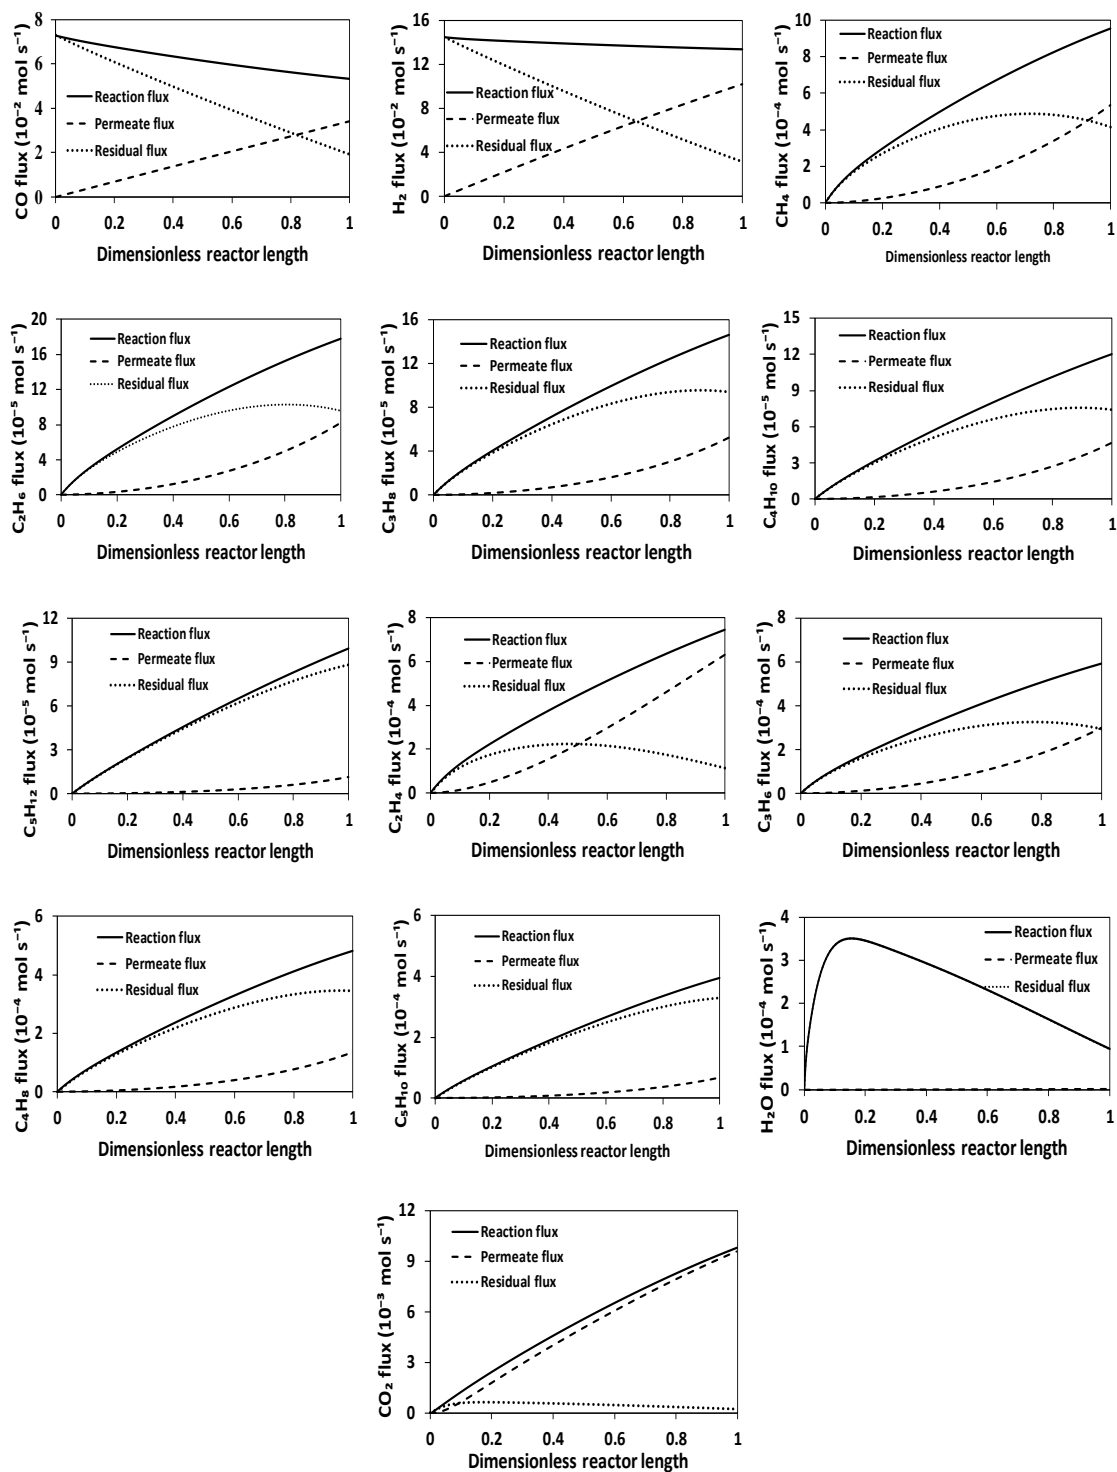 CO flux (10⁻² mol s⁻¹)
8
6
4
2
0
Reaction flux
Permeate flux
Residual flux
0 0.2 0.4 0.6 0.8 1
Dimensionless reactor length
H₂ flux (10⁻² mol s⁻¹)
16
12
8
4
0
Reaction flux
Permeate flux
Residual flux
0 0.2 0.4 0.6 0.8 1
Dimensionless reactor length
CH₄ flux (10⁻⁴ mol s⁻¹)
10
8
6
4
2
0
Reaction flux
Permeate flux
Residual flux
0 0.2 0.4 0.6 0.8 1
Dimensionless reactor length
C₂H₆ flux (10⁻⁵ mol s⁻¹)
20
16
12
8
4
0
Reaction flux
Permeate flux
Residual flux
0 0.2 0.4 0.6 0.8 1
Dimensionless reactor length
C₃H₈ flux (10⁻⁵ mol s⁻¹)
16
12
8
4
0
Reaction flux
Permeate flux
Residual flux
0 0.2 0.4 0.6 0.8 1
Dimensionless reactor length
C₄H₁₀ flux (10⁻⁵ mol s⁻¹)
15
12
9
6
3
0
Reaction flux
Permeate flux
Residual flux
0 0.2 0.4 0.6 0.8 1
Dimensionless reactor length
C₅H₁₂ flux (10⁻⁵ mol s⁻¹)
12
9
6
3
0
Reaction flux
Permeate flux
Residual flux
0 0.2 0.4 0.6 0.8 1
Dimensionless reactor length
C₂H₄ flux (10⁻⁴ mol s⁻¹)
8
6
4
2
0
Reaction flux
Permeate flux
Residual flux
0 0.2 0.4 0.6 0.8 1
Dimensionless reactor length
C₃H₆ flux (10⁻⁴ mol s⁻¹)
8
6
4
2
0
Reaction flux
Permeate flux
Residual flux
0 0.2 0.4 0.6 0.8 1
Dimensionless reactor length
C₄H₈ flux (10⁻⁴ mol s⁻¹)
6
4
2
0
Reaction flux
Permeate flux
Residual flux
0 0.2 0.4 0.6 0.8 1
Dimensionless reactor length
C₅H₁₀ flux (10⁻⁴ mol s⁻¹)
6
5
4
3
2
1
0
Reaction flux
Permeate flux
Residual flux
0 0.2 0.4 0.6 0.8 1
Dimensionless reactor length
H₂O flux (10⁻⁴ mol s⁻¹)
4
3
2
1
0
Reaction flux
Permeate flux
Residual flux
0 0.2 0.4 0.6 0.8 1
Dimensionless reactor length
CO₂ flux (10⁻³ mol s⁻¹)
12
9
6
3
0
Reaction flux
Permeate flux
Residual flux
0 0.2 0.4 0.6 0.8 1
Dimensionless reactor length